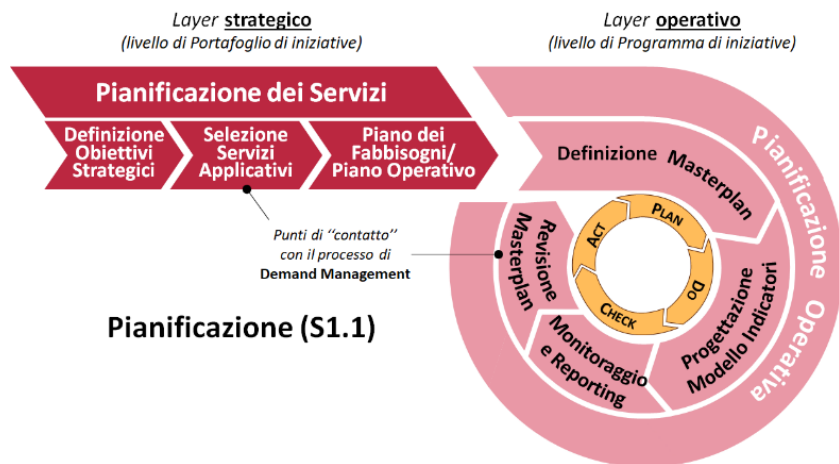 Layer strategico
(livello di Portafoglio di iniziative)
Layer operativo
(livello di Programma di iniziative)
Pianificazione dei Servizi
Definizione
Obiettivi
Strategici
Selezione
Servizi
Applicativi
Piano dei
Fabbisogni/
Piano Operativo
Punti di “contatto”
con il processo di
Demand Management
Pianificazione (S1.1)
Pianificazione Operativa
Definizione Masterplan
Progettazione
Modello Indicatori
Monitoraggio
e Reporting
Revisione
Masterplan
PLAN
DO
CHECK
ACT